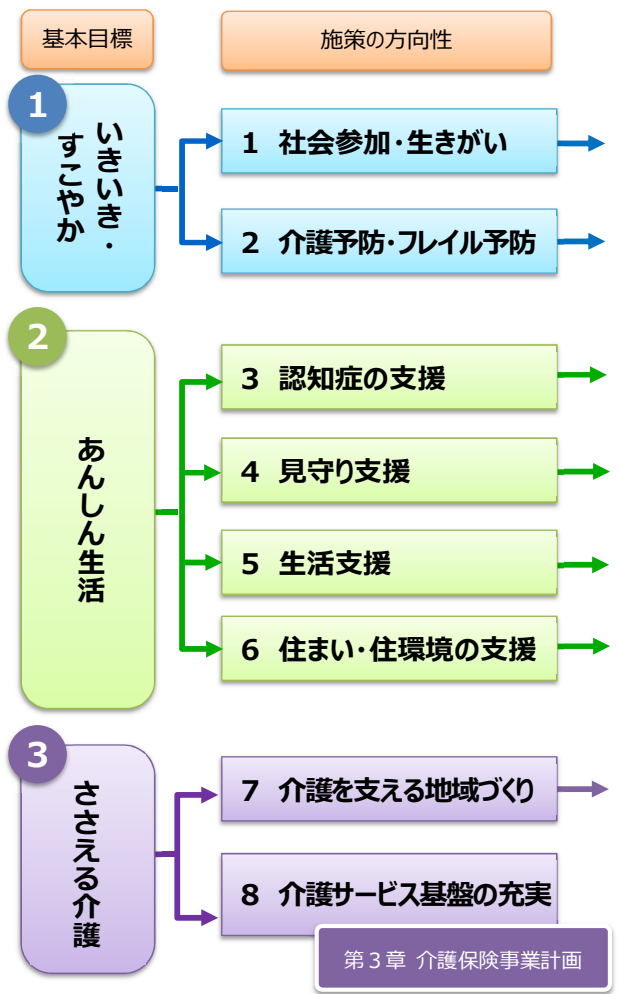 基本目標
施策の方向性
1
いきいき・
すこやか
1 社会参加・生きがい
2 介護予防・フレイル予防
2
あんしん生活
3 認知症の支援
4 見守り支援
5 生活支援
6 住まい・住環境の支援
3
ささえる介護
7 介護を支える地域づくり
8 介護サービス基盤の充実
第3章 介護保険事業計画